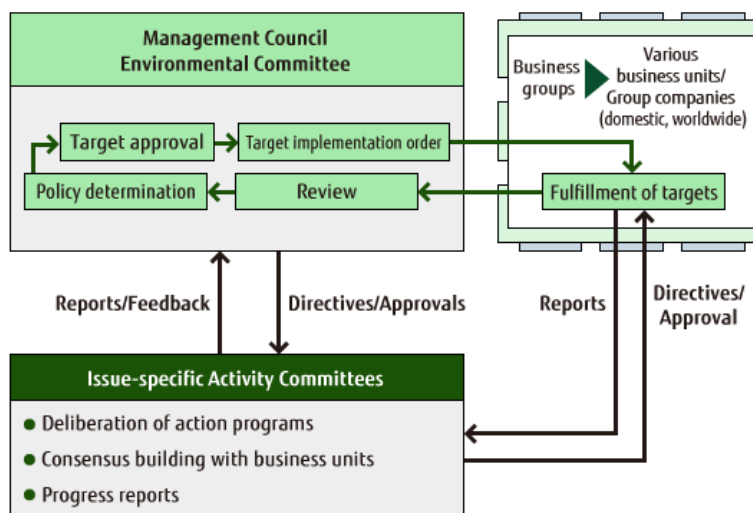 Management Council
Environmental Committee
Target approval
Target implementation order
Policy determination
Review
Business
groups
Various
business units/
Group companies
(domestic, worldwide)
Fulfillment of targets
Reports/Feedback
Directives/Approvals
Reports
Directives/
Approval
Issue-specific Activity Committees
Deliberation of action programs
Consensus building with business units
Progress reports